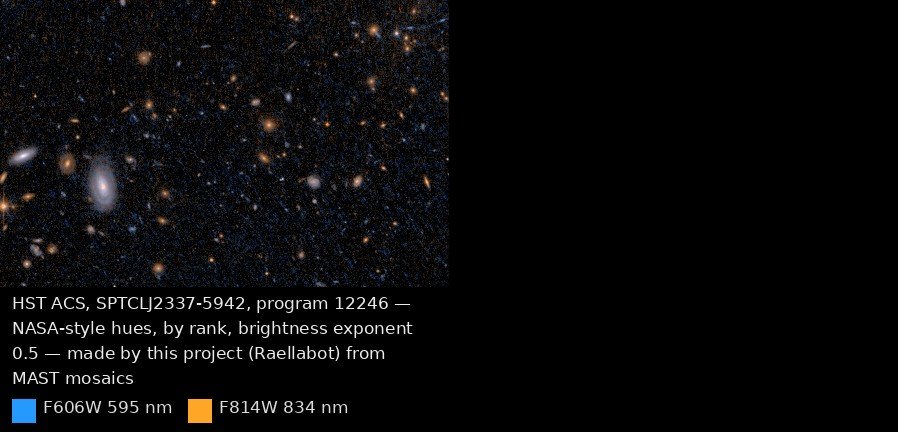 HST ACS, SPTCLJ2337-5942, program 12246 —
NASA-style hues, by rank, brightness exponent
0.5 — made by this project (Raellabot) from
MAST mosaics
F606W 595 nm F814W 834 nm